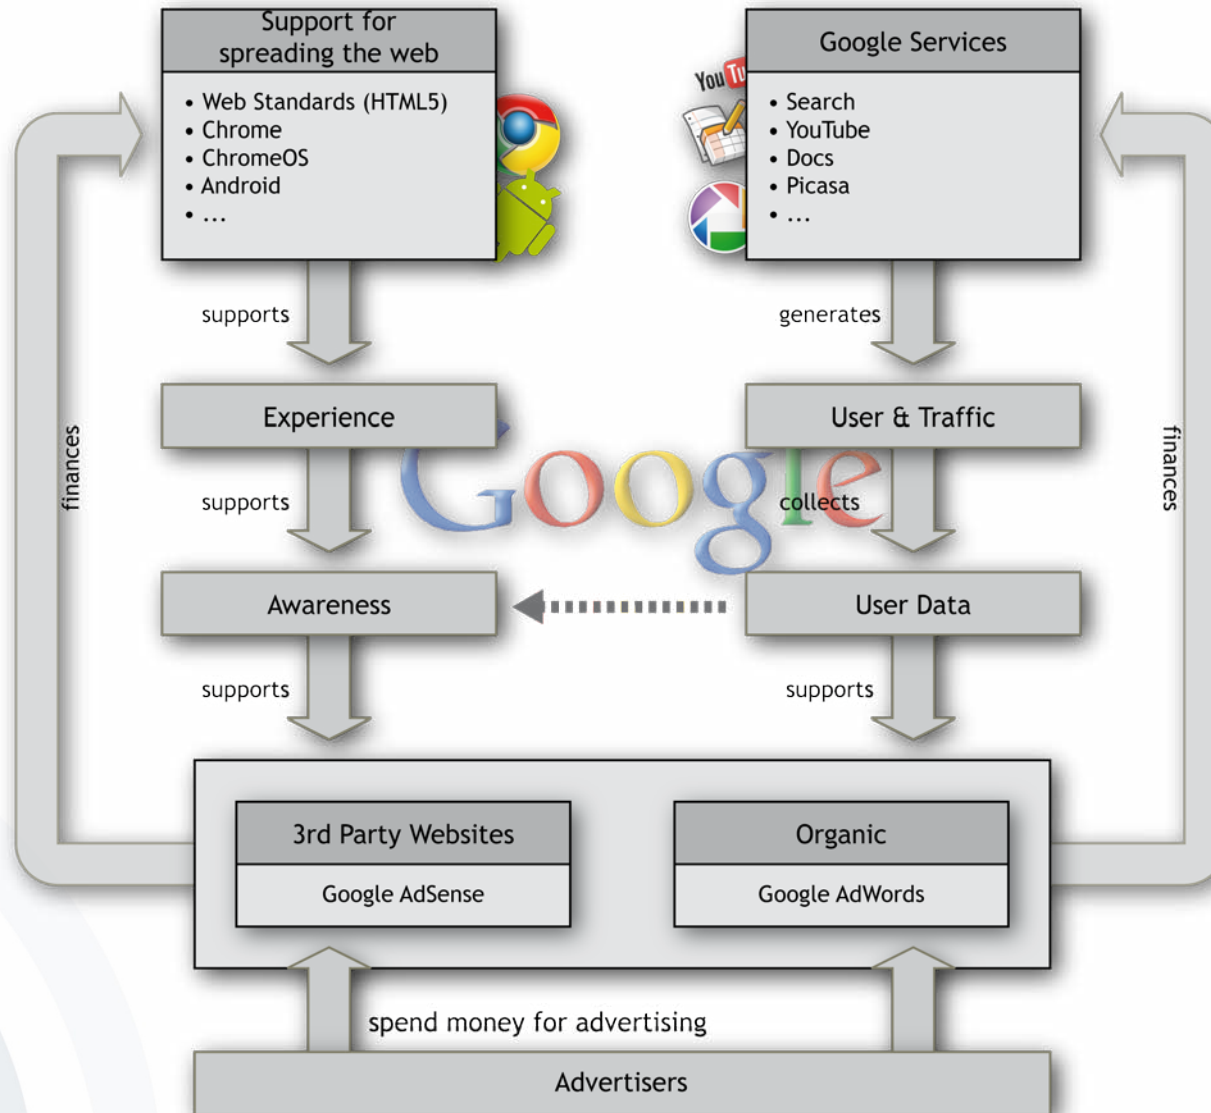 Support for
spreading the web
• Web Standards (HTML5)
• Chrome
• ChromeOS
• Android
• ...
Google Services
• Search
• YouTube
• Docs
• Picasa
• ...
You Tu
supports
generates
Experience
User & Traffic
finances
finances
Google
supports
collects
Awareness
User Data
supports
supports
3rd Party Websites
Google AdSense
Organic
Google AdWords
spend money for advertising
Advertisers